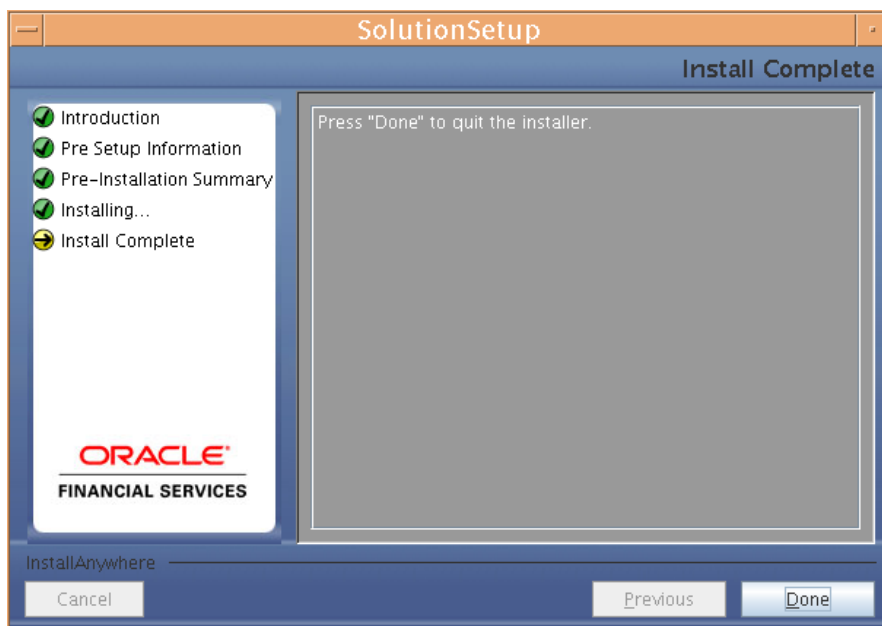 SolutionSetup
Install Complete
Introduction
Pre Setup Information
Pre-Installation Summary
Installing...
Install Complete
ORACLE
FINANCIAL SERVICES
Press "Done" to quit the installer.
InstallAnywhere
Cancel
Previous
Done